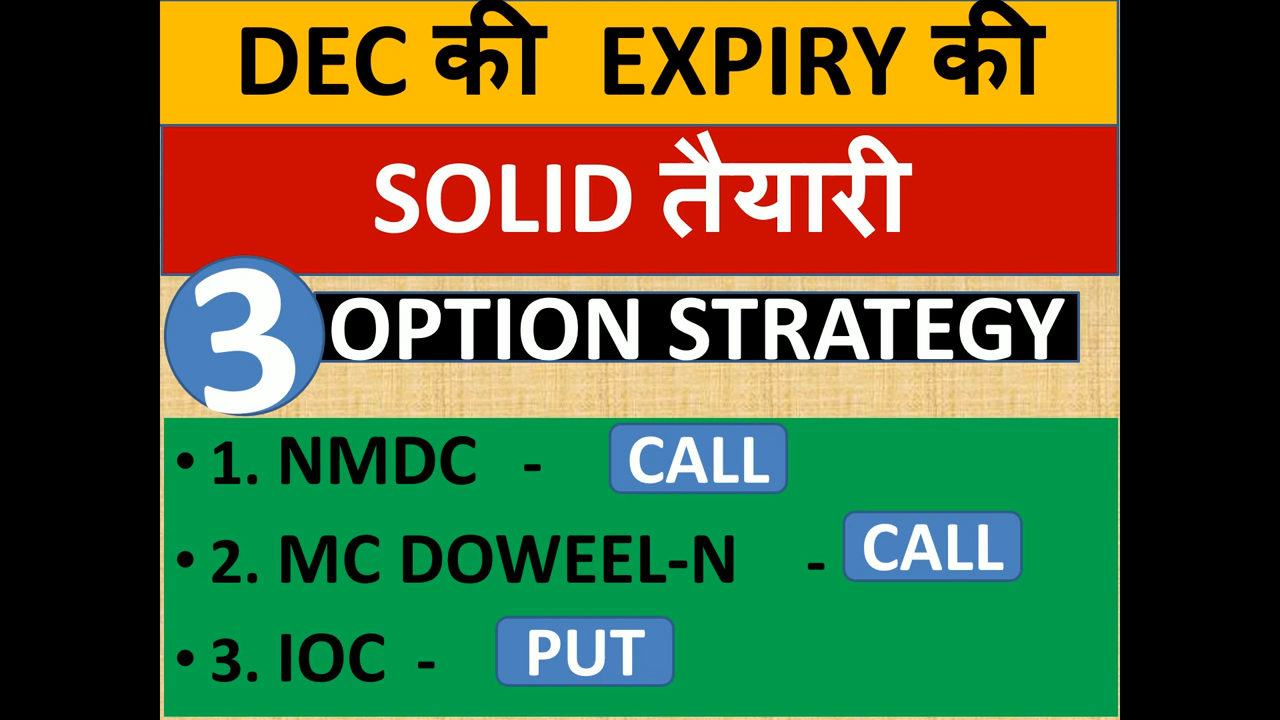 DEC की EXPIRY की
SOLID तैयारी
3 OPTION STRATEGY
• 1. NMDC - CALL
• 2. MC DOWEEL-N - CALL
• 3. IOC - PUT